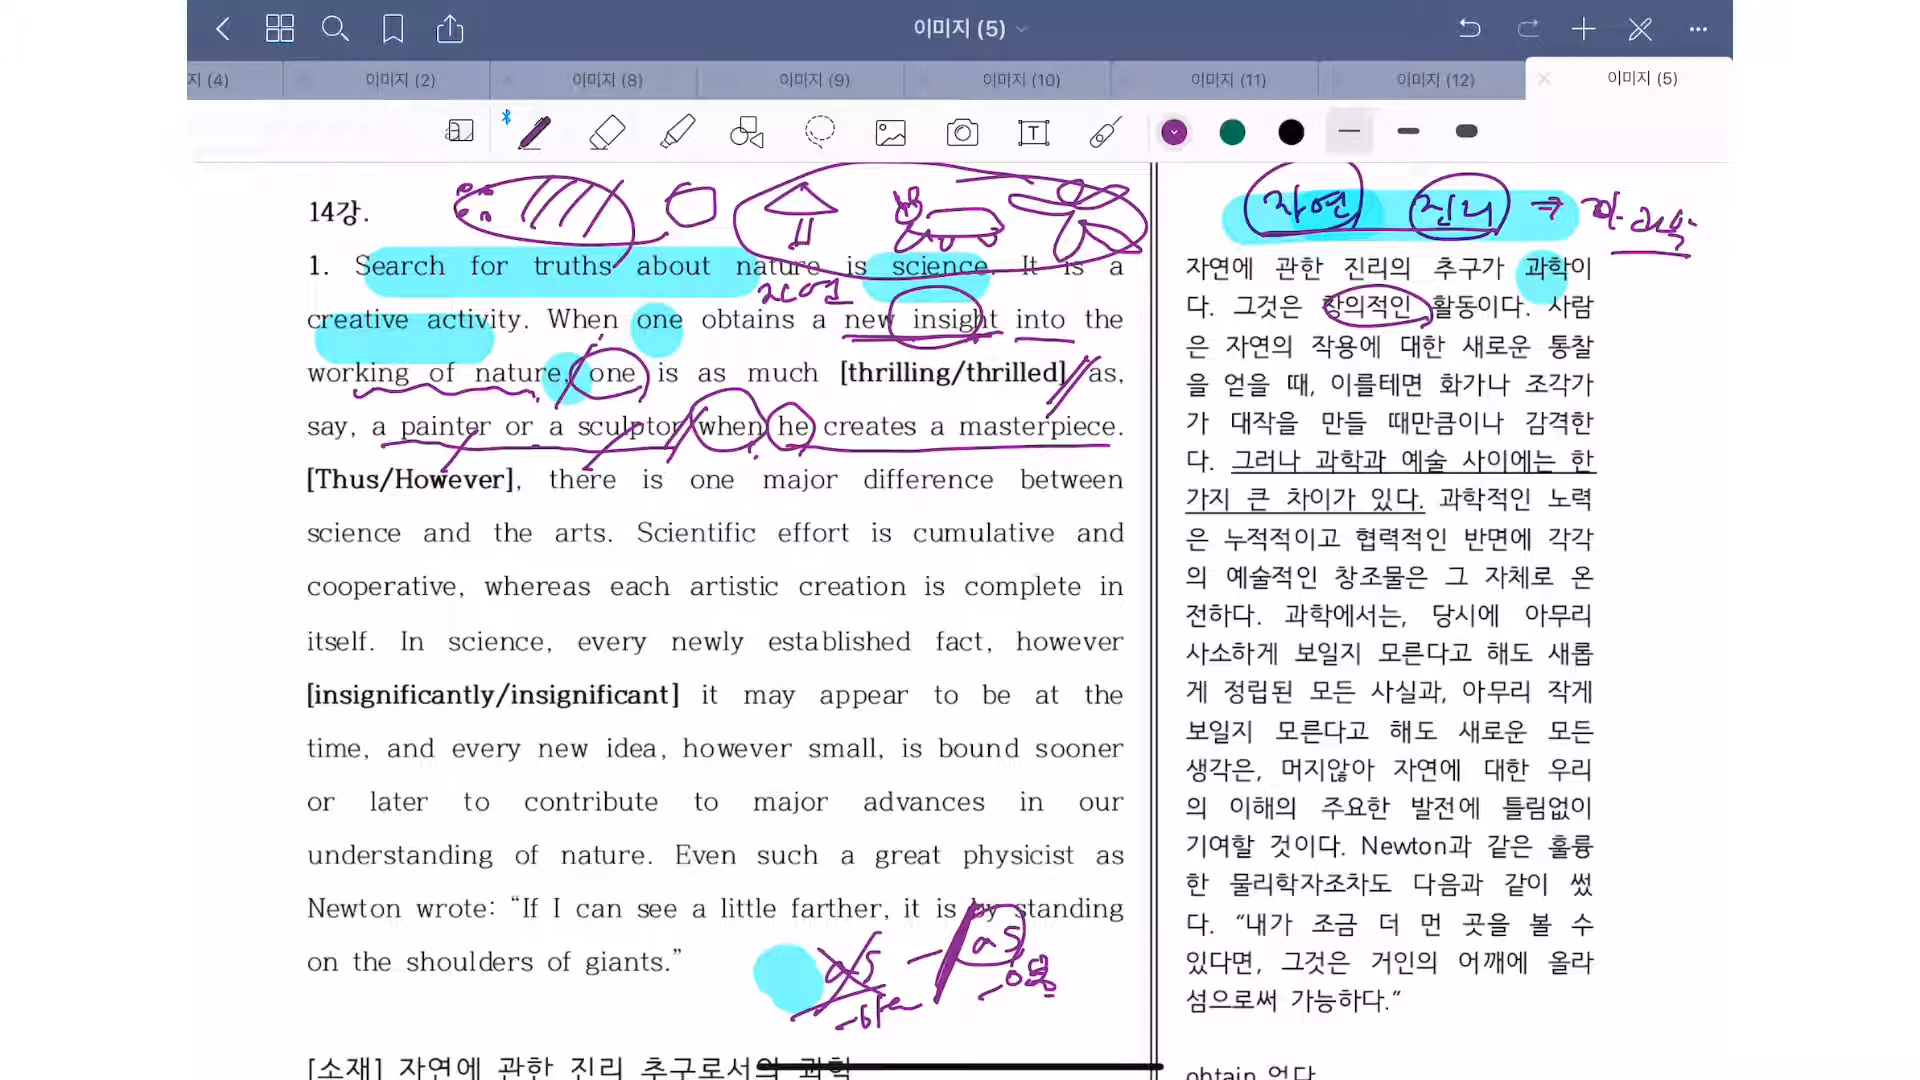 이미지 (5)
지 (4)
이미지 (2)
이미지 (8)
이미지 (9)
이미지 (10)
이미지 (11)
이미지 (12)
이미지 (5)
14강.
1. Search for truths about nature is science. It is a
자연
creative activity. When one obtains a new insight into the
working of nature, one is as much [thrilling/thrilled] as,
say, a painter or a sculptor when he creates a masterpiece.
[Thus/However], there is one major difference between
science and the arts. Scientific effort is cumulative and
cooperative, whereas each artistic creation is complete in
itself. In science, every newly established fact, however
[insignificantly/insignificant] it may appear to be at the
time, and every new idea, however small, is bound sooner
or later to contribute to major advances in our
understanding of nature. Even such a great physicist as
Newton wrote: “If I can see a little farther, it is by standing
on the shoulders of giants.”
as
as
[소재] 자연에 관한 진리 추구로서의 과학
자연 진리 ⇒
자연에 관한 진리의 추구가 과학이
다. 그것은 창의적인 활동이다. 사람
은 자연의 작용에 대한 새로운 통찰
을 얻을 때, 이를테면 화가나 조각가
가 대작을 만들 때만큼이나 감격한
다. 그러나 과학과 예술 사이에는 한
가지 큰 차이가 있다. 과학적인 노력
은 누적적이고 협력적인 반면에 각각
의 예술적인 창조물은 그 자체로 온
전하다. 과학에서는, 당시에 아무리
사소하게 보일지 모른다고 해도 새롭
게 정립된 모든 사실과, 아무리 작게
보일지 모른다고 해도 새로운 모든
생각은, 머지않아 자연에 대한 우리
의 이해의 주요한 발전에 틀림없이
기여할 것이다. Newton과 같은 훌륭
한 물리학자조차도 다음과 같이 썼
다. “내가 조금 더 먼 곳을 볼 수
있다면, 그것은 거인의 어깨에 올라
섬으로써 가능하다.”
obtain 얻다